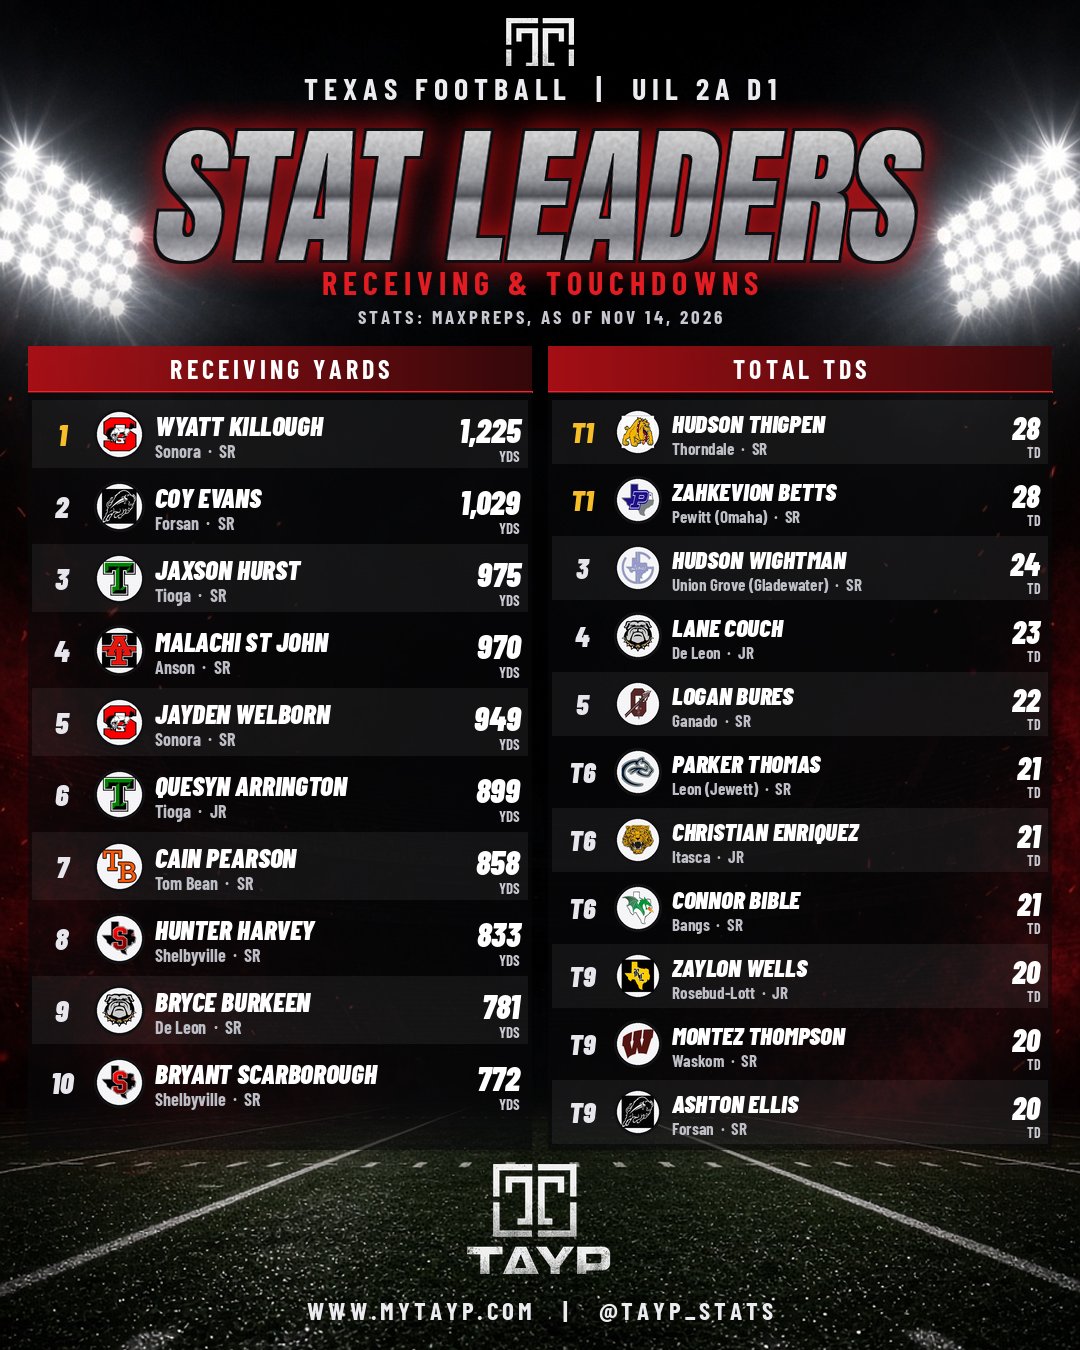 TEXAS FOOTBALL | UIL 2A D1
STAT LEADERS
RECEIVING & TOUCHDOWNS
STATS: MAXPREPS, AS OF NOV 14, 2026
RECEIVING YARDS
1 WYATT KILLOUGH 1,225
Sonora · SR YDS
2 COY EVANS 1,029
Forsan · SR YDS
3 JAXSON HURST 975
Tioga · SR YDS
4 MALACHI ST JOHN 970
Anson · SR YDS
5 JAYDEN WELBORN 949
Sonora · SR YDS
6 QUESYN ARRINGTON 899
Tioga · JR YDS
7 CAIN PEARSON 858
Tom Bean · SR YDS
8 HUNTER HARVEY 833
Shelbyville · SR YDS
9 BRYCE BURKEEN 781
De Leon · SR YDS
10 BRYANT SCARBOROUGH 772
Shelbyville · SR YDS
TOTAL TDS
T1 HUDSON THIGPEN 28
Thorndale · SR TD
T1 ZAHKEVION BETTS 28
Pewitt (Omaha) · SR TD
3 HUDSON WIGHTMAN 24
Union Grove (Gladewater) · SR TD
4 LANE COUCH 23
De Leon · JR TD
5 LOGAN BURES 22
Ganado · SR TD
T6 PARKER THOMAS 21
Leon (Jewett) · SR TD
T6 CHRISTIAN ENRIQUEZ 21
Itasca · JR TD
T6 CONNOR BIBLE 21
Bangs · SR TD
T9 ZAYLON WELLS 20
Rosebud-Lott · JR TD
T9 MONTEZ THOMPSON 20
Waskom · SR TD
T9 ASHTON ELLIS 20
Forsan · SR TD
TAYP
WWW.MYTAYP.COM | @TAYP_STATS